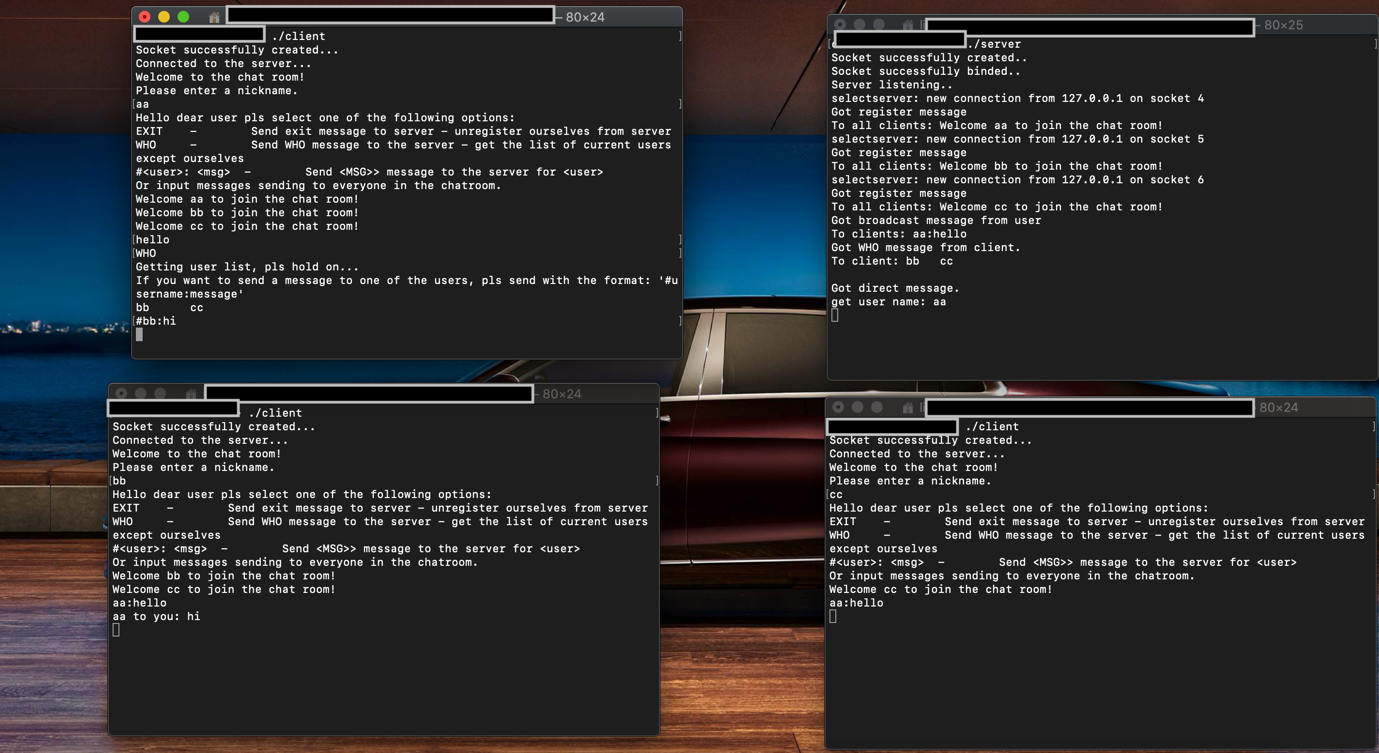 — 80×24
./client
Socket successfully created...
Connected to the server...
Welcome to the chat room!
Please enter a nickname.
[aa ]
Hello dear user pls select one of the following options:
EXIT – Send exit message to server – unregister ourselves from server
WHO – Send WHO message to the server – get the list of current users
except ourselves
#<user>: <msg> – Send <MSG>> message to the server for <user>
Or input messages sending to everyone in the chatroom.
Welcome aa to join the chat room!
Welcome bb to join the chat room!
Welcome cc to join the chat room!
[hello ]
[WHO ]
Getting user list, pls hold on...
If you want to send a message to one of the users, pls send with the format: '#u
sername:message'
bb cc
[#bb:hi ]
— 80×25
./server
Socket successfully created..
Socket successfully binded..
Server listening..
selectserver: new connection from 127.0.0.1 on socket 4
Got register message
To all clients: Welcome aa to join the chat room!
selectserver: new connection from 127.0.0.1 on socket 5
Got register message
To all clients: Welcome bb to join the chat room!
selectserver: new connection from 127.0.0.1 on socket 6
Got register message
To all clients: Welcome cc to join the chat room!
Got broadcast message from user
To clients: aa:hello
Got WHO message from client.
To client: bb cc
Got direct message.
get user name: aa
— 80×24
./client
Socket successfully created...
Connected to the server...
Welcome to the chat room!
Please enter a nickname.
[bb ]
Hello dear user pls select one of the following options:
EXIT – Send exit message to server – unregister ourselves from server
WHO – Send WHO message to the server – get the list of current users
except ourselves
#<user>: <msg> – Send <MSG>> message to the server for <user>
Or input messages sending to everyone in the chatroom.
Welcome bb to join the chat room!
Welcome cc to join the chat room!
aa:hello
aa to you: hi
— 80×24
./client
Socket successfully created...
Connected to the server...
Welcome to the chat room!
Please enter a nickname.
[cc ]
Hello dear user pls select one of the following options:
EXIT – Send exit message to server – unregister ourselves from server
WHO – Send WHO message to the server – get the list of current users
except ourselves
#<user>: <msg> – Send <MSG>> message to the server for <user>
Or input messages sending to everyone in the chatroom.
Welcome cc to join the chat room!
aa:hello